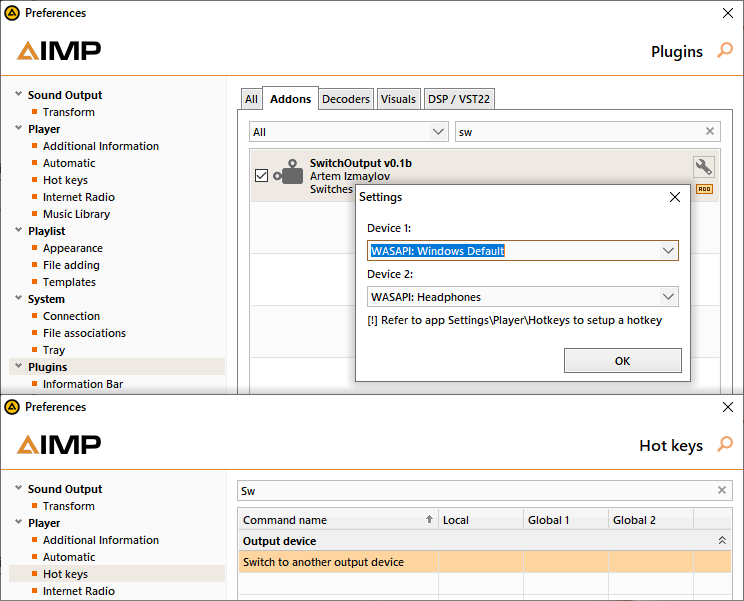 Preferences
AIMP
Plugins
Sound Output
Transform
Player
Additional Information
Automatic
Hot keys
Internet Radio
Music Library
Playlist
Appearance
File adding
Templates
System
Connection
File associations
Tray
Plugins
Information Bar
All Addons Decoders Visuals DSP / VST22
All
sw
SwitchOutput v0.1b
Artem Izmaylov
Switches
ADD
Settings
Device 1:
WASAPI: Windows Default
Device 2:
WASAPI: Headphones
[!] Refer to app Settings\Player\Hotkeys to setup a hotkey
OK
Preferences
AIMP
Hot keys
Sound Output
Transform
Player
Additional Information
Automatic
Hot keys
Internet Radio
Sw
Command name Local Global 1 Global 2
Output device
Switch to another output device